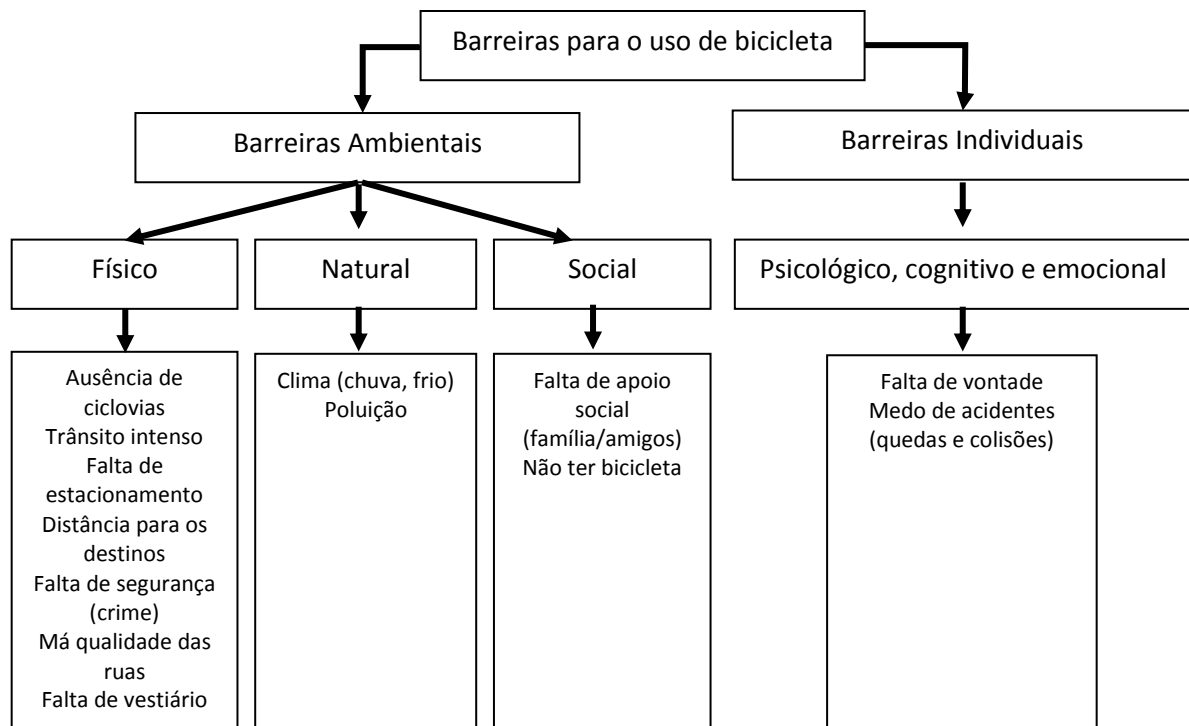 Barreiras para o uso de bicicleta
Barreiras Ambientais
Barreiras Individuais
Físico
Natural
Social
Psicológico, cognitivo e emocional
Ausência de
ciclovias
Trânsito intenso
Falta de
estacionamento
Distância para os
destinos
Falta de segurança
(crime)
Má qualidade das
ruas
Falta de vestiário
Clima (chuva, frio)
Poluição
Falta de apoio
social
(família/amigos)
Não ter bicicleta
Falta de vontade
Medo de acidentes
(quedas e colisões)